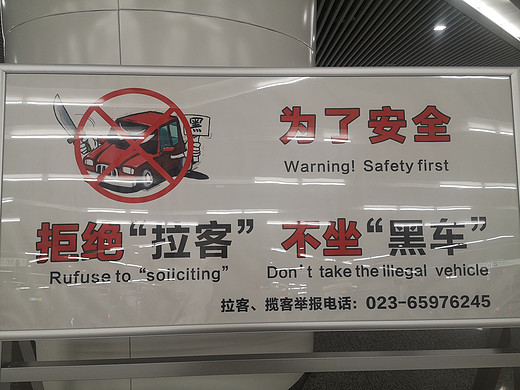 黑
为了安全
Warning! Safety first
拒绝“拉客” 不坐“黑车”
Rufuse to “soiiciting” Don't take the illegal vehicle
拉客、揽客举报电话：023-65976245